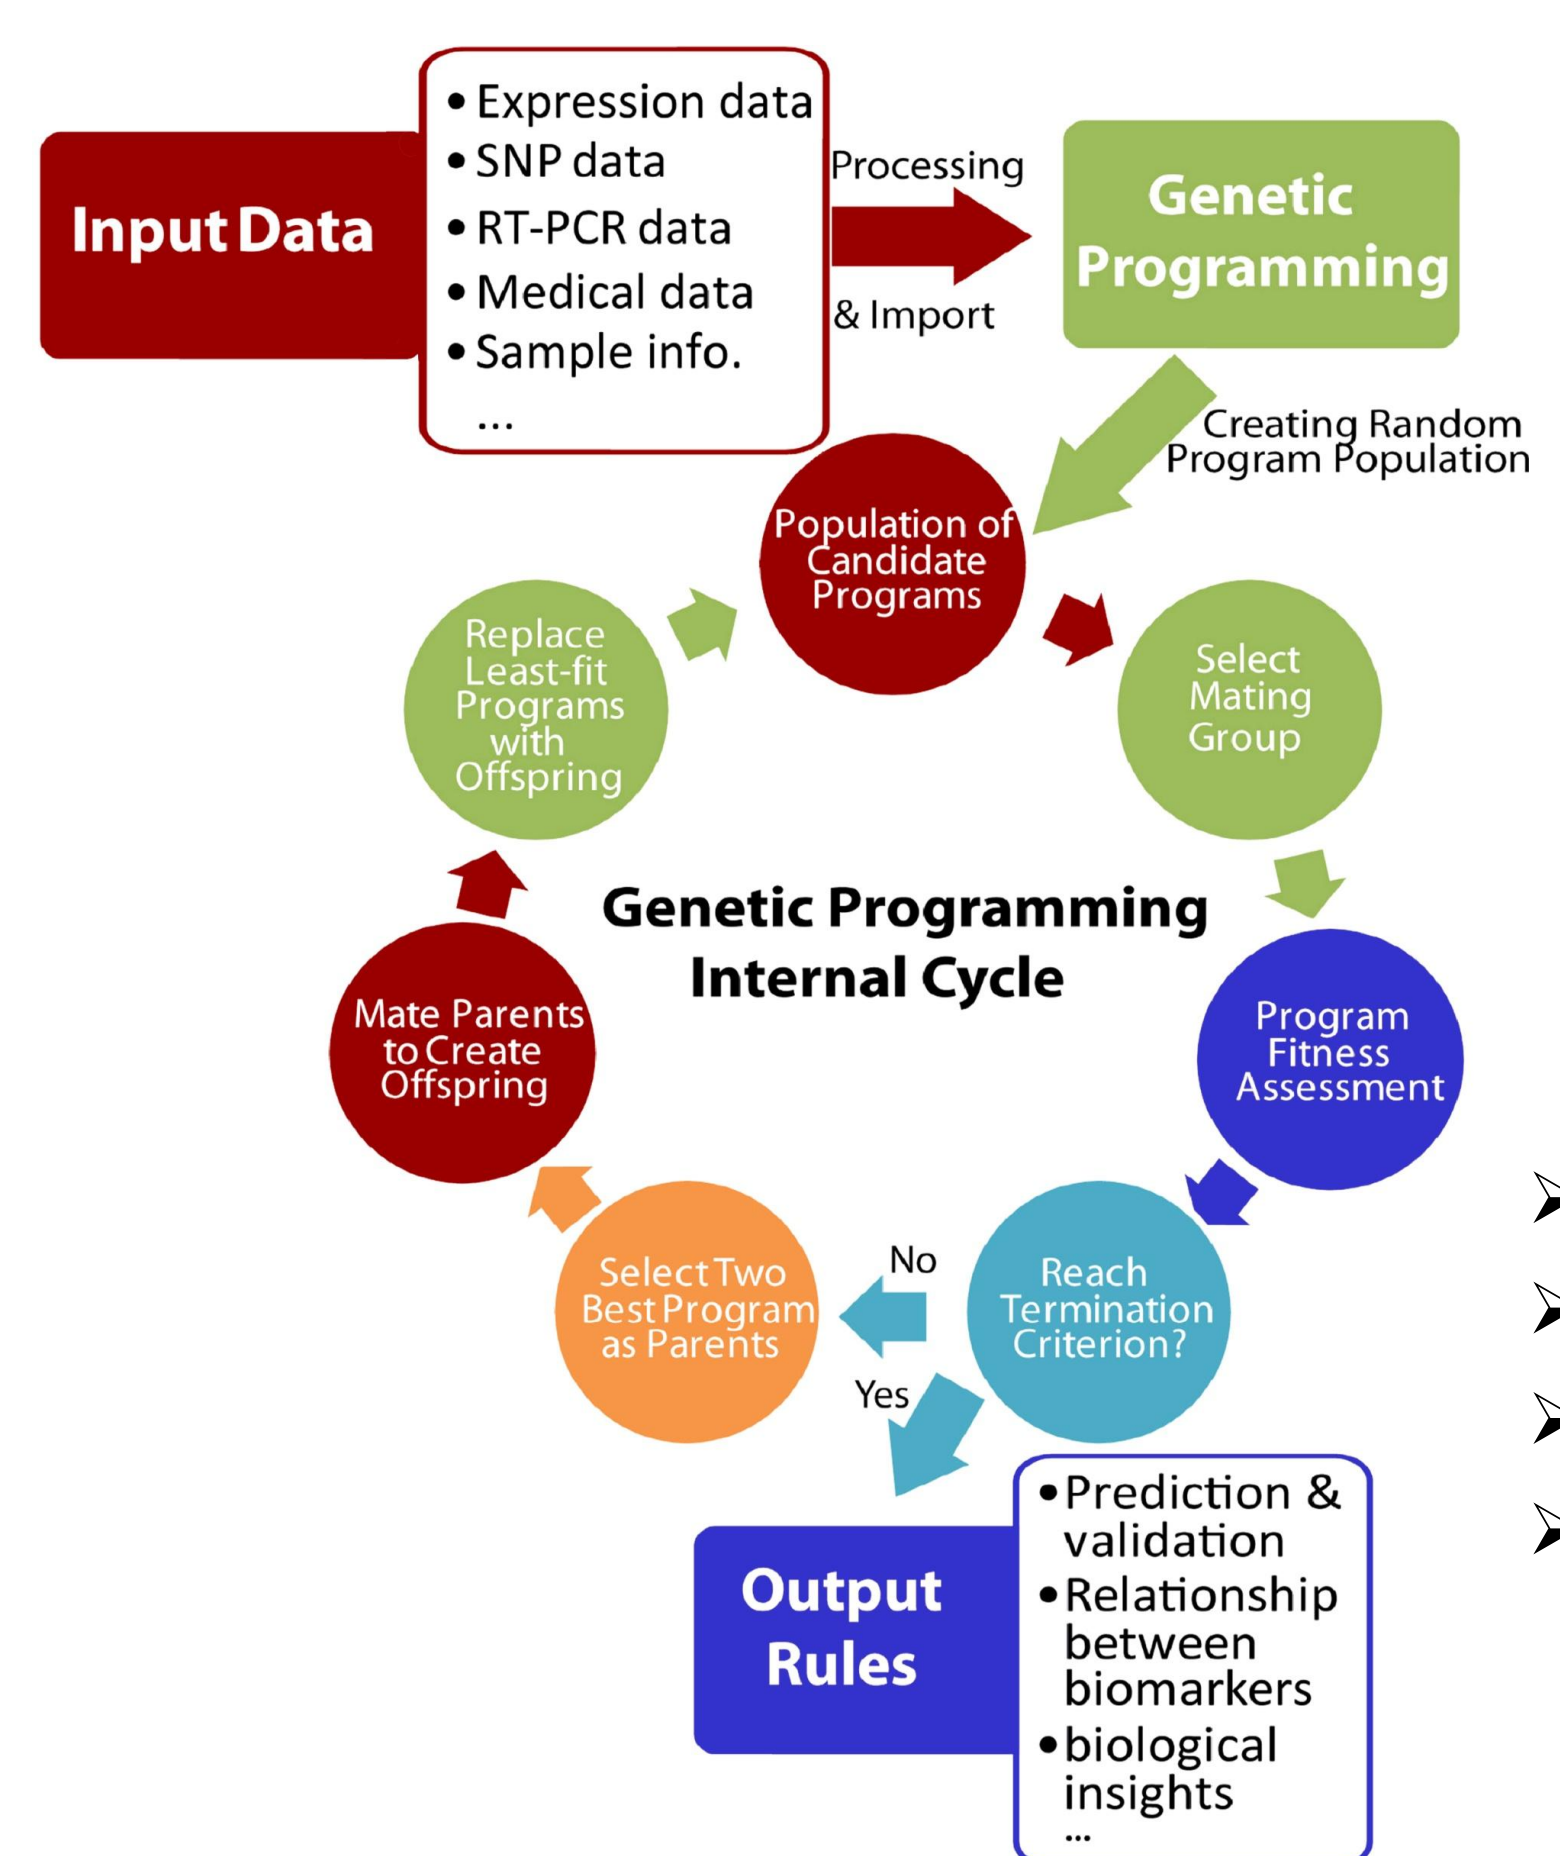 Input Data
• Expression data
• SNP data
• RT-PCR data
• Medical data
• Sample info.
...
Processing
& Import
Genetic
Programming
Creating Random
Program Population
Population of
Candidate
Programs
Select
Mating
Group
Program
Fitness
Assessment
Reach
Termination
Criterion?
No
Yes
Select Two
Best Program
as Parents
Mate Parents
to Create
Offspring
Replace
Least-fit
Programs
with
Offspring
Genetic Programming
Internal Cycle
Output
Rules
• Prediction &
validation
• Relationship
between
biomarkers
• biological
insights
...